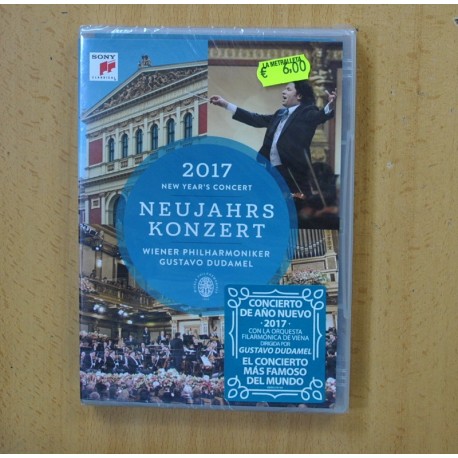 SONY
CLASSICAL
LA METRALLETA
€ 6,00
2017
NEW YEAR'S CONCERT
NEUJAHRS
KONZERT
WIENER PHILHARMONIKER
GUSTAVO DUDAMEL
CONCIERTO
DE AÑO NUEVO
· 2017 ·
CON LA ORQUESTA
FILARMÓNICA DE VIENA
DIRIGIDA POR
GUSTAVO DUDAMEL
EL CONCIERTO
MÁS FAMOSO
DEL MUNDO